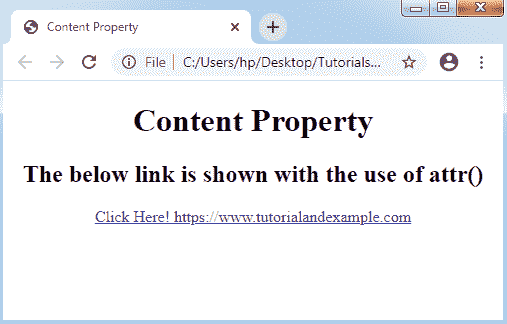 Content Property
File
C:/Users/hp/Desktop/Tutorials...
Content Property
The below link is shown with the use of attr()
Click Here! https://www.tutorialandexample.com